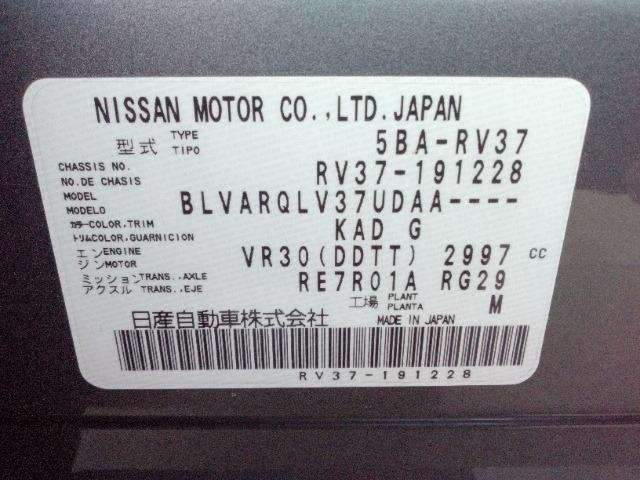 NISSAN MOTOR CO.,LTD.JAPAN
型式 TYPE TIPO 5BA-RV37
CHASSIS NO. NO.DE CHASIS RV37-191228
MODEL MODELO BLVARQLV37UDAA----
カラー COLOR,TRIM トリムCOLOR,GUARNICION KAD G
エンジン ENGINE MOTOR VR30(DDTT) 2997 CC
ミッション アクスル TRANS.,AXLE TRANS.,EJE RE7R01A RG29
工場 PLANT PLANTA M
日産自動車株式会社 MADE IN JAPAN
RV37-191228